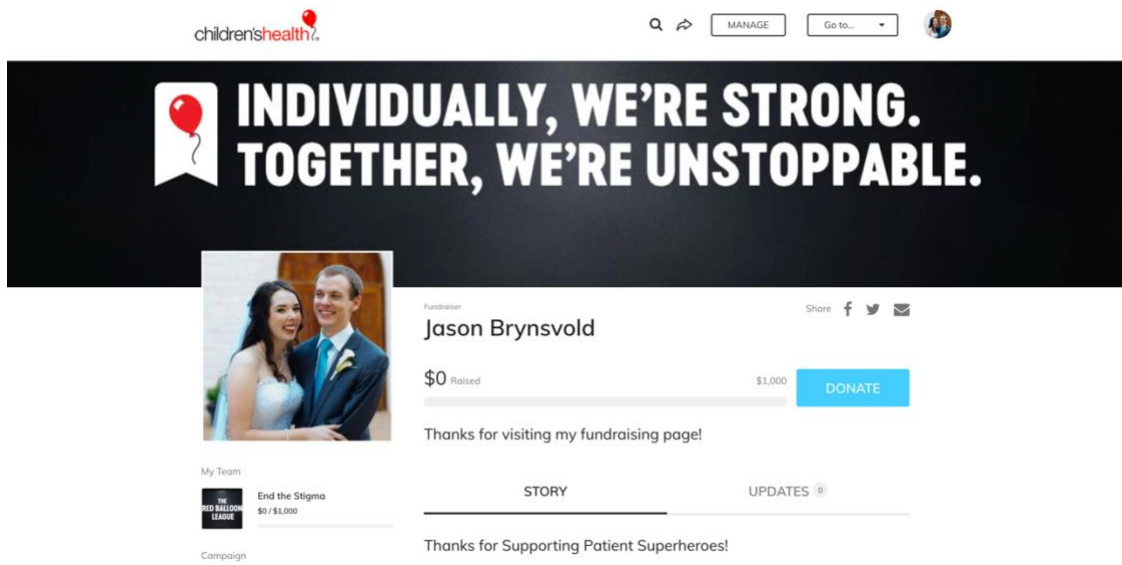 children'shealth
MANAGE
Go to...
INDIVIDUALLY, WE'RE STRONG.
TOGETHER, WE'RE UNSTOPPABLE.
Fundraiser
Jason Brynsvold
Share
$0 Raised
$1,000
DONATE
Thanks for visiting my fundraising page!
My Team
THE
RED BALLOON
LEAGUE
End the Stigma
$0 / $1,000
STORY
UPDATES 0
Thanks for Supporting Patient Superheroes!
Campaign